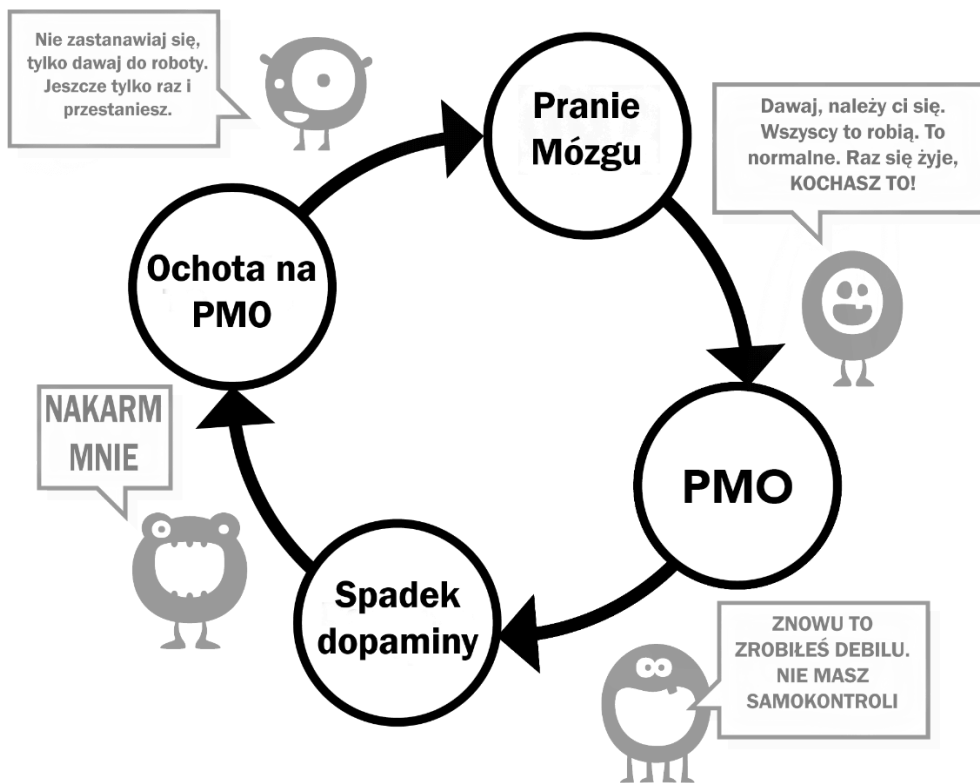 Nie zastanawiaj się,
tylko dawaj do roboty.
Jeszcze tylko raz i
przestaniesz.
Pranie
Mózgu
Dawaj, należy ci się.
Wszyscy to robią. To
normalne. Raz się żyje,
KOCHASZ TO!
Ochota na
PMO
NAKARM
MNIE
PMO
Spadek
dopaminy
ZNOWU TO
ZROBIŁEŚ DEBILU.
NIE MASZ
SAMOKONTROLI